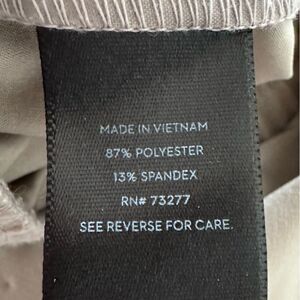 MADE IN VIETNAM
87% POLYESTER
13% SPANDEX
RN# 73277
SEE REVERSE FOR CARE.